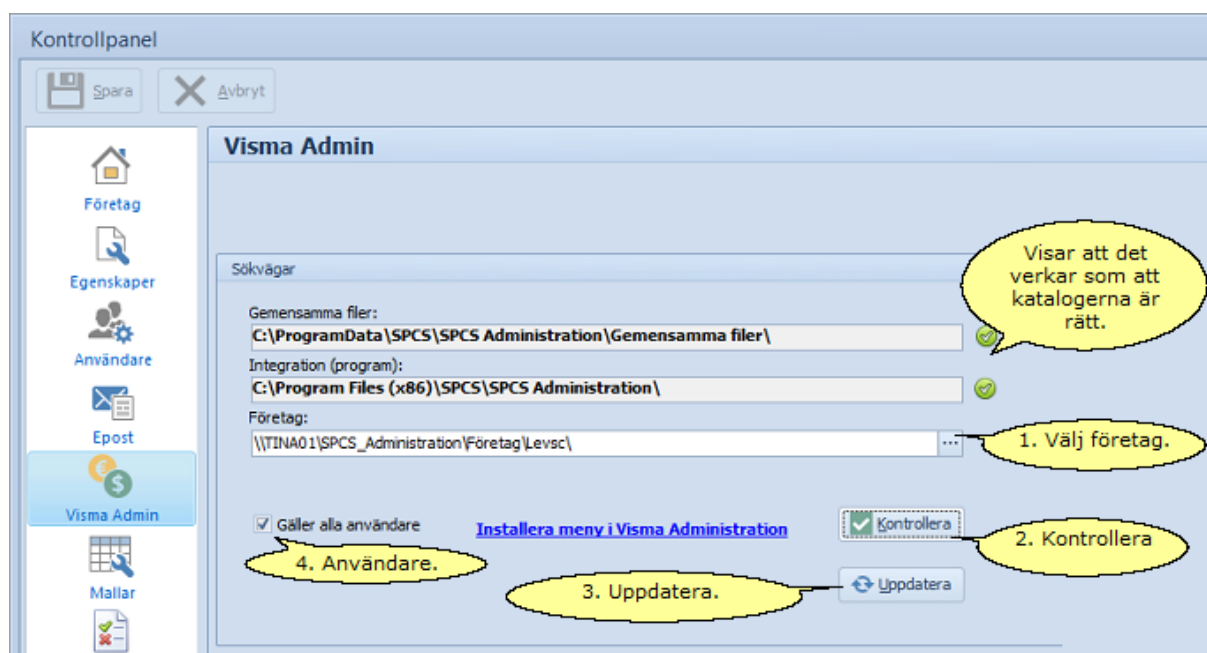 Kontrollpanel
Spara
Avbryt
Företag
Egenskaper
Användare
Epost
Visma Admin
Mallar
Visma Admin
Sökvägar
Gemensamma filer:
C:\ProgramData\SPCS\SPCS Administration\Gemensamma filer\
Integration (program):
C:\Program Files (x86)\SPCS\SPCS Administration\
Företag:
\\TINA01\SPCS_Administration\Företag\Levsc\
...
Visar att det
verkar som att
katalogerna är
rätt.
1. Välj företag.
Gäller alla användare
Installera meny i Visma Administration
Kontrollera
2. Kontrollera
4. Användare.
3. Uppdatera.
Uppdatera